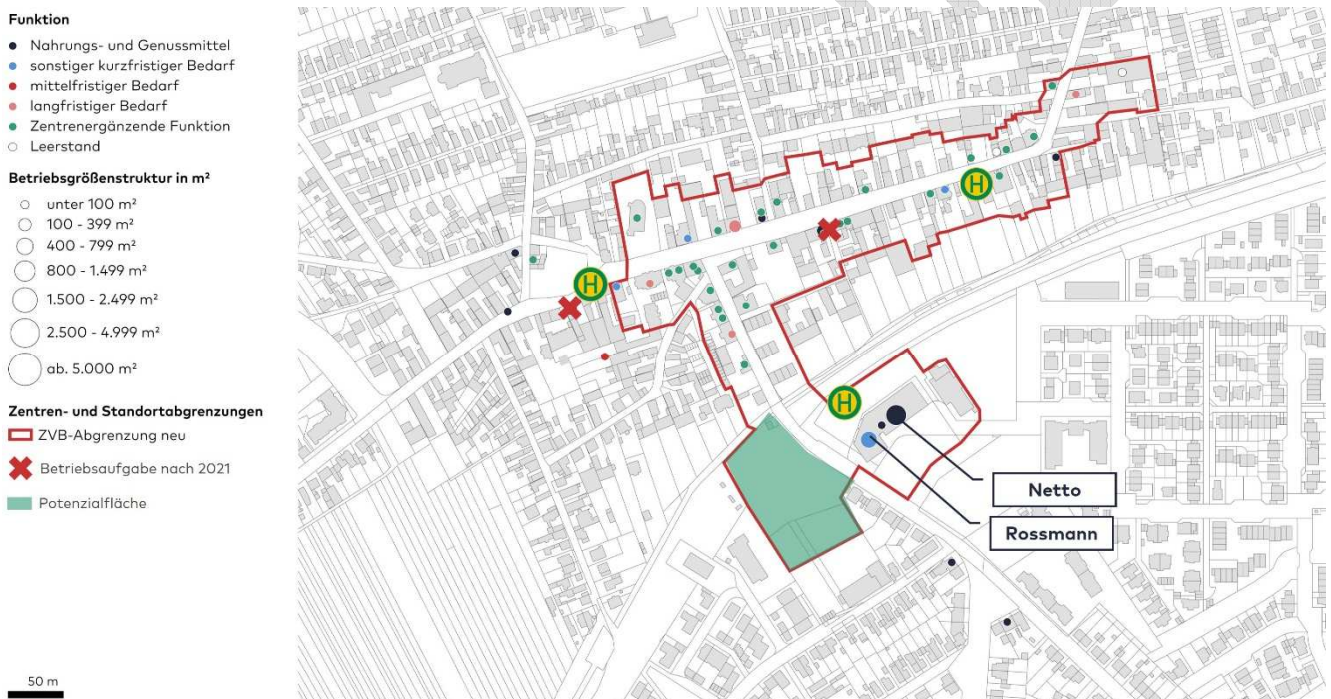 Funktion
Nahrungs- und Genussmittel
sonstiger kurzfristiger Bedarf
mittelfristiger Bedarf
langfristiger Bedarf
Zentrenergänzende Funktion
Leerstand
Betriebsgrößenstruktur in m²
unter 100 m²
100 - 399 m²
400 - 799 m²
800 - 1.499 m²
1.500 - 2.499 m²
2.500 - 4.999 m²
ab. 5.000 m²
Zentren- und Standortabgrenzungen
ZVB-Abgrenzung neu
Betriebsaufgabe nach 2021
Potenzialfläche
50 m
H
H
H
Netto
Rossmann